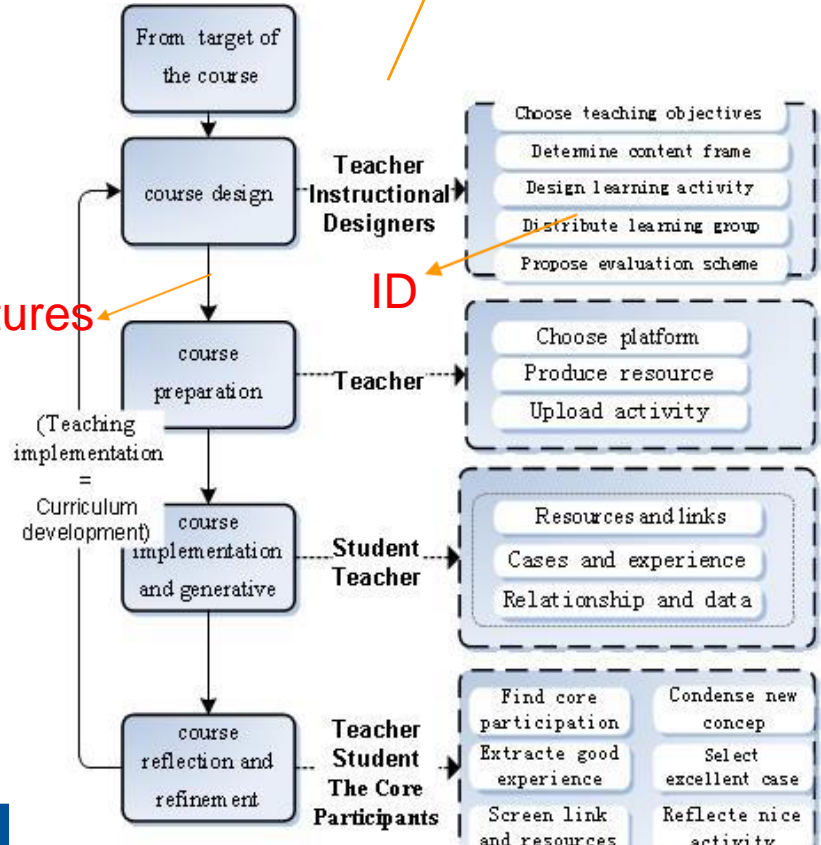 From target of
the course
course design
Teacher
Instructional
Designers
Choose teaching objectives
Determine content frame
Design learning activity
Distribute learning group
Propose evaluation scheme
ID
tures
course
preparation
Teacher
Choose platform
Produce resource
Upload activity
(Teaching
implementation
=
Curriculum
development)
course
implementation
and generative
Student
Teacher
Resources and links
Cases and experience
Relationship and data
course
reflection and
refinement
Teacher
Student
The Core
Participants
Find core
participation
Condense new
concep
Extracte good
experience
Select
excellent case
Screen link
and resources
Reflecte nice
activity